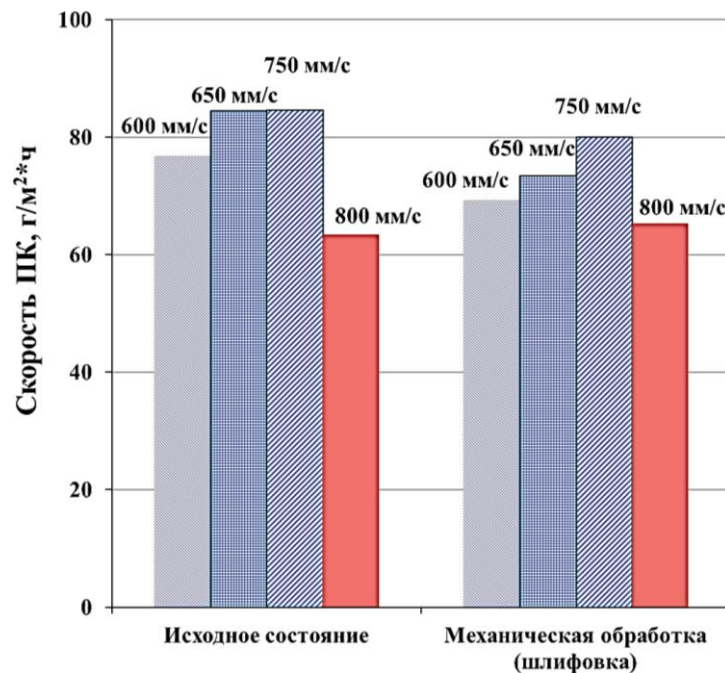 Скорость ПК, г/м²*ч
100
80
60
40
20
0
600 мм/с
650 мм/с
750 мм/с
800 мм/с
600 мм/с
650 мм/с
750 мм/с
800 мм/с
Исходное состояние
Механическая обработка
(шлифовка)